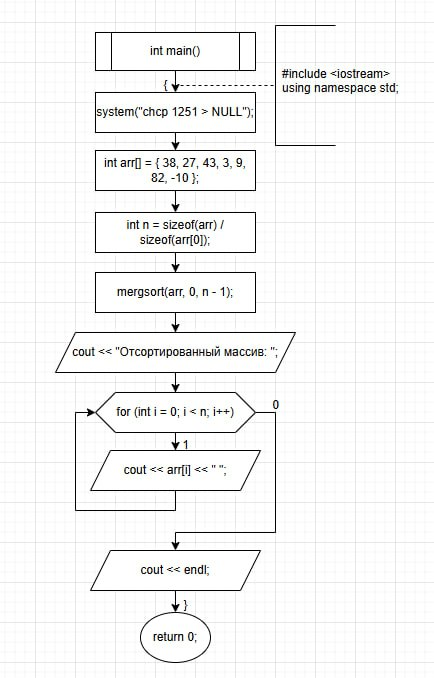 int main()
{
#include <iostream>
using namespace std;
system("chcp 1251 > NULL");
int arr[] = { 38, 27, 43, 3, 9,
82, -10 };
int n = sizeof(arr) /
sizeof(arr[0]);
mergsort(arr, 0, n - 1);
cout << "Отсортированный массив: ";
for (int i = 0; i < n; i++)
0
1
cout << arr[i] << " ";
cout << endl;
}
return 0;